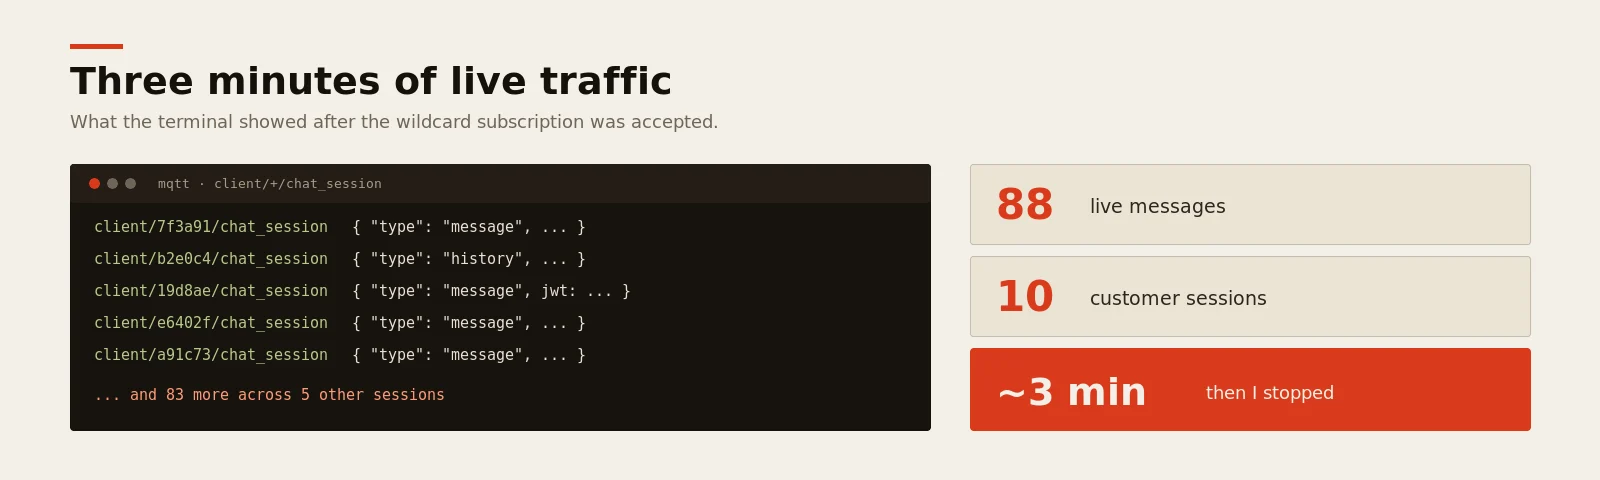 Three minutes of live traffic
What the terminal showed after the wildcard subscription was accepted.
mqtt · client/+/chat_session
client/7f3a91/chat_session { "type": "message", ... }
client/b2e0c4/chat_session { "type": "history", ... }
client/19d8ae/chat_session { "type": "message", jwt: ... }
client/e6402f/chat_session { "type": "message", ... }
client/a91c73/chat_session { "type": "message", ... }
... and 83 more across 5 other sessions
88 live messages
10 customer sessions
~3 min then I stopped